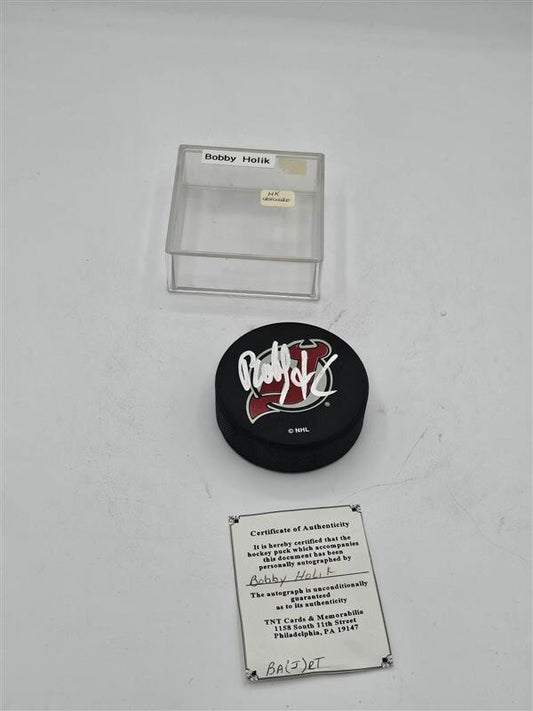 Bobby Holik
© NHL
Certificate of Authenticity
It is hereby certified that the
hockey puck which accompanies
this document has been
personally autographed by
Bobby Holik
The autograph is unconditionally
guaranteed
as to its authenticity
TNT Cards & Memorabilia
1158 South 11th Street
Philadelphia, PA 19147
BA(J)RT